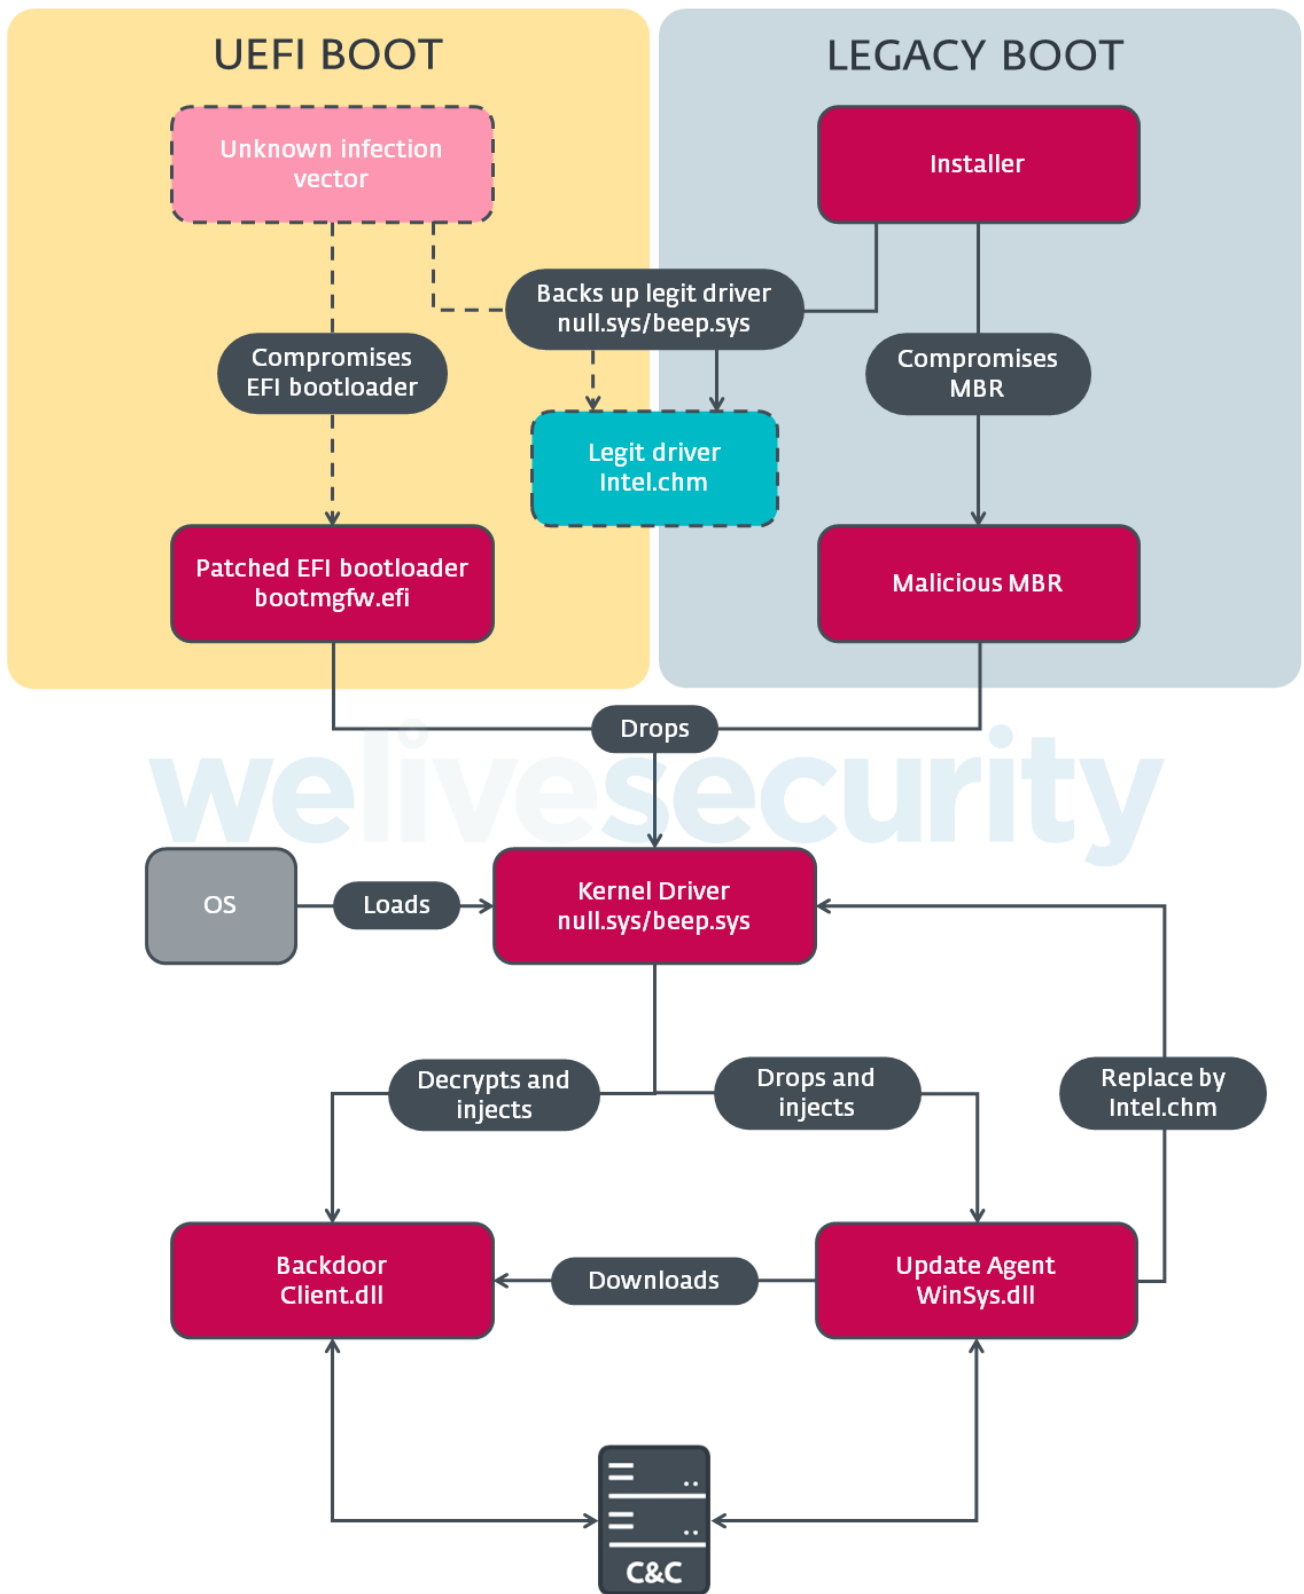 UEFI BOOT
LEGACY BOOT
Unknown infection
vector
Installer
Backs up legit driver
null.sys/beep.sys
Compromises
EFI bootloader
Compromises
MBR
Legit driver
Intel.chm
Patched EFI bootloader
bootmgfw.efi
Malicious MBR
Drops
welivesecurity
OS
Loads
Kernel Driver
null.sys/beep.sys
Decrypts and
injects
Drops and
injects
Replace by
Intel.chm
Backdoor
Client.dll
Downloads
Update Agent
WinSys.dll
C&C